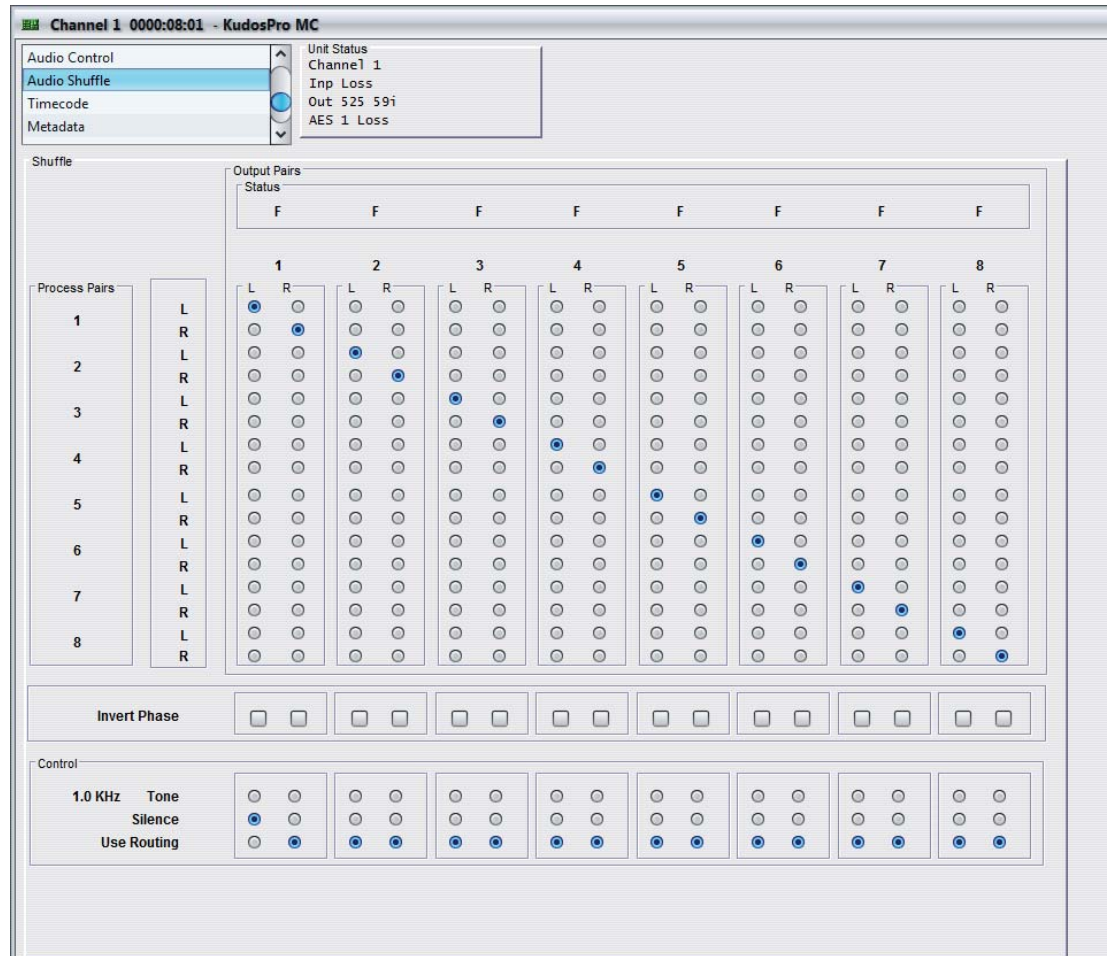 Channel 1 0000:08:01 - KudosPro MC
Audio Control
Audio Shuffle
Timecode
Metadata
Unit Status
Channel 1
Inp Loss
Out 525 59i
AES 1 Loss
Shuffle
Output Pairs
Status
F F F F F F F F
1 2 3 4 5 6 7 8
Process Pairs
L R L R L R L R L R L R L R L R
1
L
R
2
L
R
3
L
R
4
L
R
5
L
R
6
L
R
7
L
R
8
L
R
Invert Phase
Control
1.0 KHz Tone
Silence
Use Routing